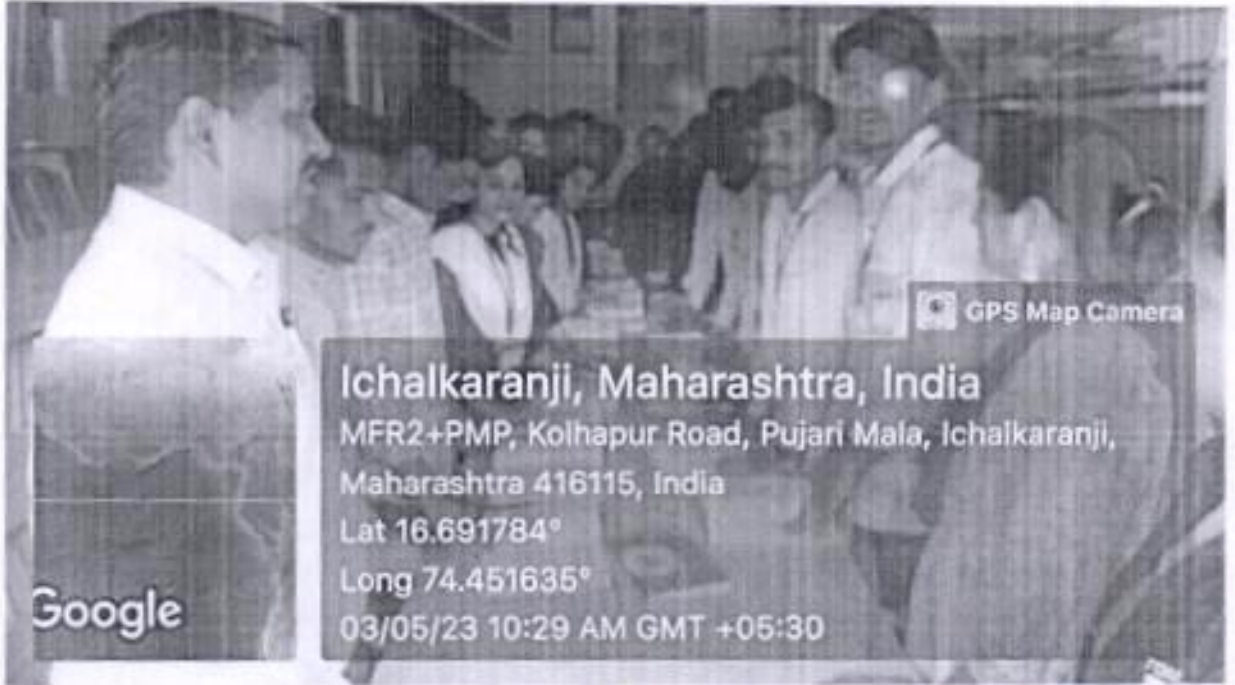 GPS Map Camera
Ichalkaranji, Maharashtra, India
MFR2+PMP, Kolhapur Road, Pujari Mala, Ichalkaranji,
Maharashtra 416115, India
Lat 16.691784°
Long 74.451635°
03/05/23 10:29 AM GMT +05:30
Google